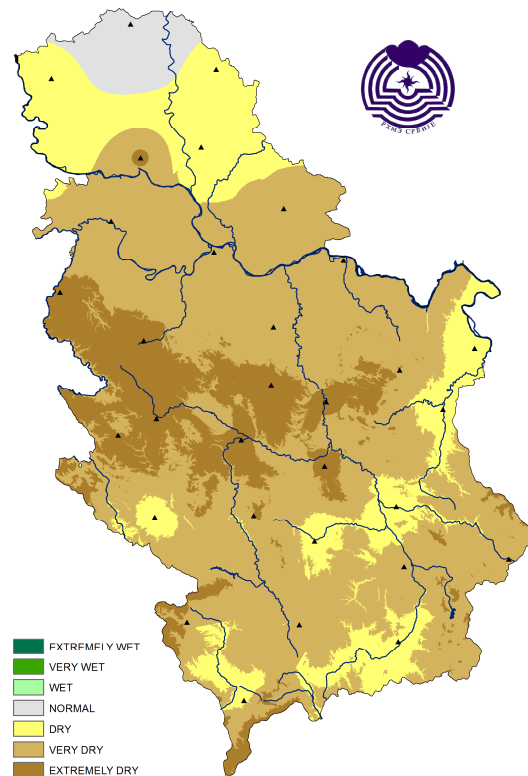 РХМЗ СРБИЈЕ
EXTREMELY WET
VERY WET
WET
NORMAL
DRY
VERY DRY
EXTREMELY DRY